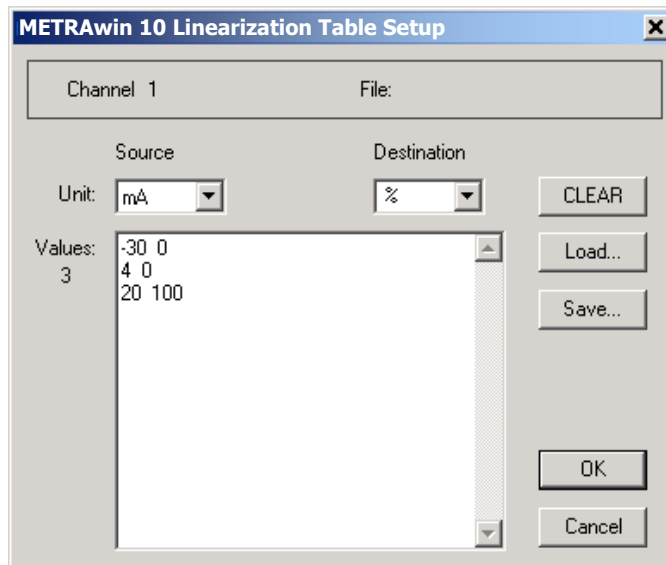 METRAwin 10 Linearization Table Setup
Channel 1 File:
Source Destination
Unit: mA % CLEAR
Values: Load...
3
-30 0
4 0
20 100
Save...
OK
Cancel